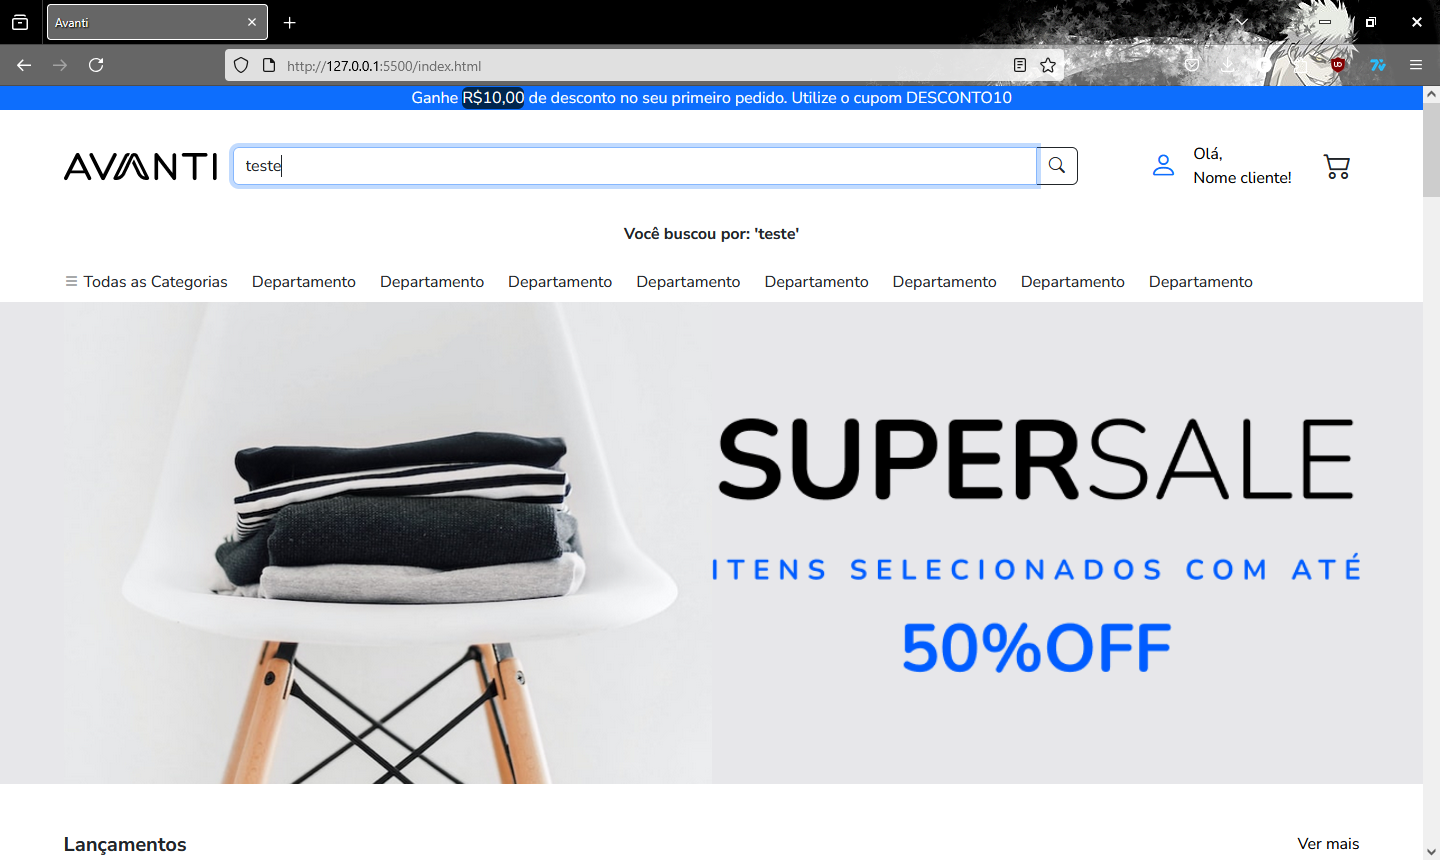 Avanti
http://127.0.0.1:5500/index.html
Ganhe R$10,00 de desconto no seu primeiro pedido. Utilize o cupom DESCONTO10
AVANTI
teste
Olá,
Nome cliente!
Você buscou por: 'teste'
Todas as Categorias Departamento Departamento Departamento Departamento Departamento Departamento Departamento Departamento
SUPERSALE
ITENS SELECIONADOS COM ATÉ
50%OFF
Lançamentos Ver mais